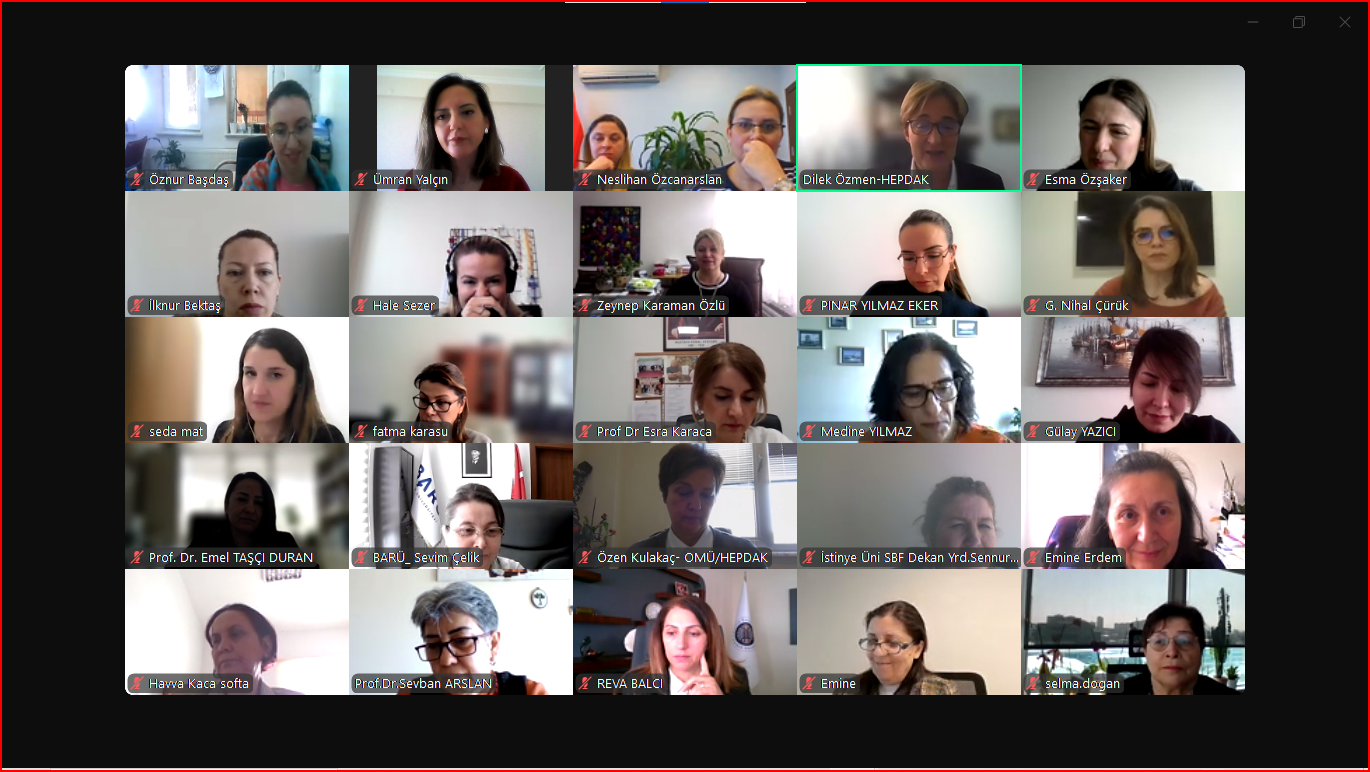 Öznur Başdaş
Ümran Yalçın
Neslihan Özcanarslan
Dilek Özmen-HEPDAK
Esma Özşaker
İlknur Bektaş
Hale Sezer
Zeynep Karaman Özlü
PINAR YILMAZ EKER
G. Nihal Çürük
seda mat
fatma karasu
Prof Dr Esra Karaca
Medine YILMAZ
Gülay YAZICI
Prof. Dr. Emel TAŞÇI DURAN
BARÜ_ Sevim Çelik
Özen Kulakaç- OMÜ/HEPDAK
İstinye Üni SBF Dekan Yrd.Sennur...
Emine Erdem
Havva Kaca softa
Prof.Dr.Sevban ARSLAN
REVA BALCI
Emine
selma.dogan